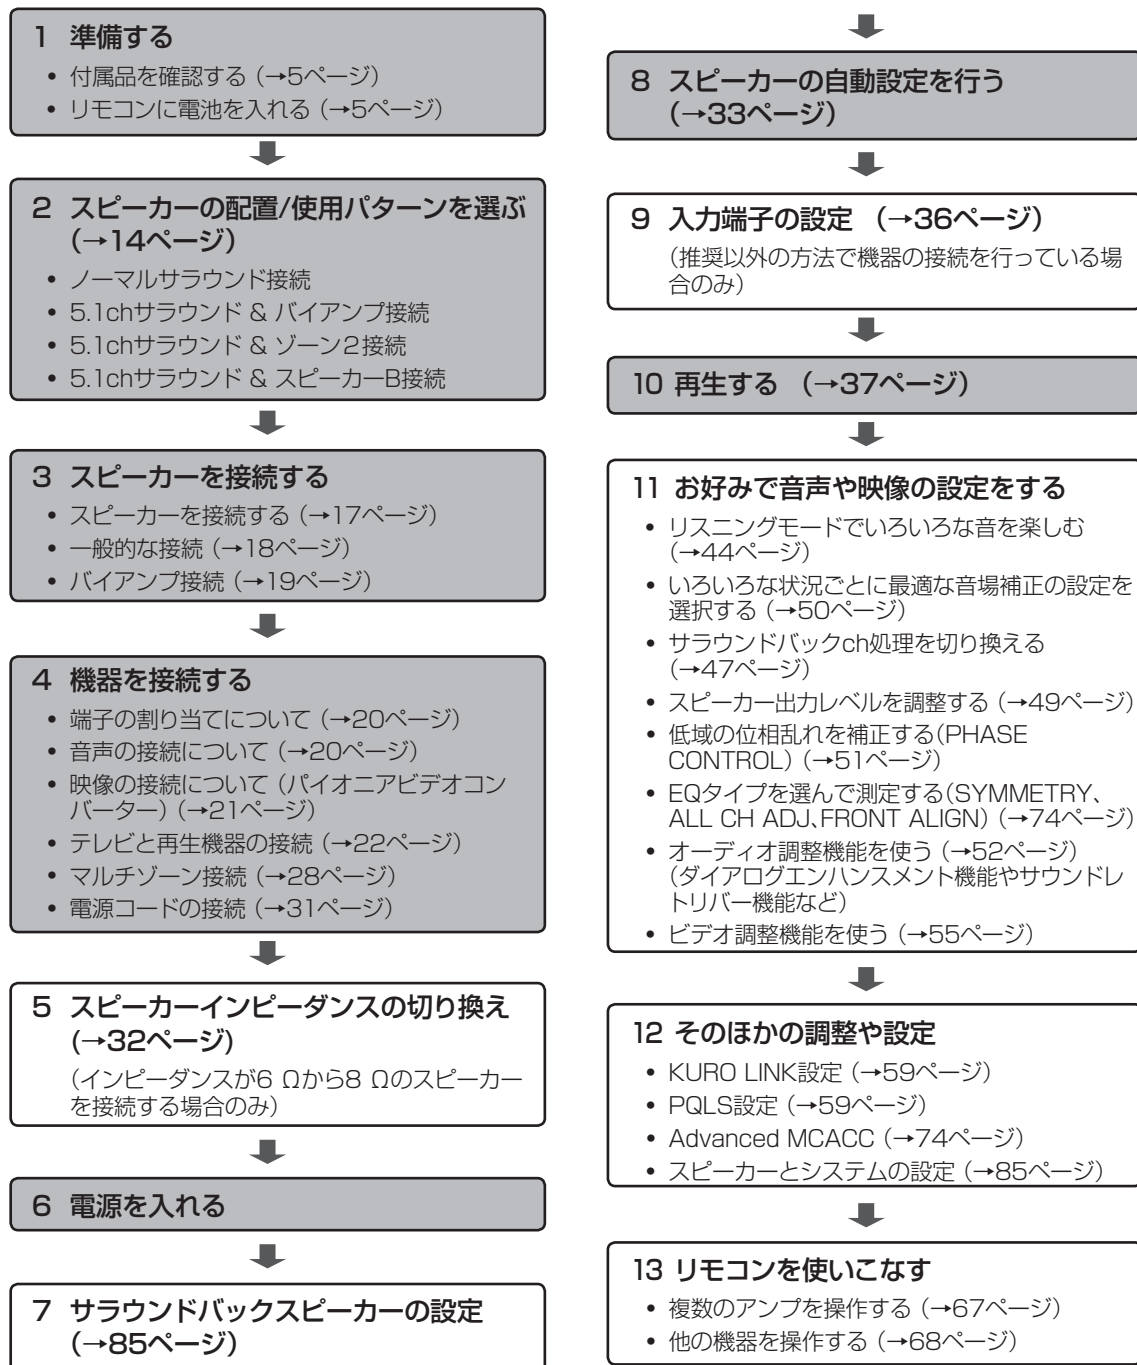 1 準備する
• 付属品を確認する（→5ページ）
• リモコンに電池を入れる（→5ページ）
2 スピーカーの配置/使用パターンを選ぶ
（→14ページ）
• ノーマルサラウンド接続
• 5.1chサラウンド & バイアンプ接続
• 5.1chサラウンド & ゾーン2接続
• 5.1chサラウンド & スピーカーB接続
3 スピーカーを接続する
• スピーカーを接続する（→17ページ）
• 一般的な接続（→18ページ）
• バイアンプ接続（→19ページ）
4 機器を接続する
• 端子の割り当てについて（→20ページ）
• 音声の接続について（→20ページ）
• 映像の接続について（パイオニアビデオコン
バーター）（→21ページ）
• テレビと再生機器の接続（→22ページ）
• マルチゾーン接続（→28ページ）
• 電源コードの接続（→31ページ）
5 スピーカーインピーダンスの切り換え
(→32ページ)
（インピーダンスが6 Ωから8 Ωのスピーカー
を接続する場合のみ）
6 電源を入れる
7 サラウンドバックスピーカーの設定
（→85ページ）
8 スピーカーの自動設定を行う
（→33ページ）
9 入力端子の設定 （→36ページ）
（推奨以外の方法で機器の接続を行っている場
合のみ）
10 再生する （→37ページ）
11 お好みで音声や映像の設定をする
• リスニングモードでいろいろな音を楽しむ
（→44ページ）
• いろいろな状況ごとに最適な音場補正の設定を
選択する（→50ページ）
• サラウンドバックch処理を切り換える
（→47ページ）
• スピーカー出力レベルを調整する（→49ページ）
• 低域の位相乱れを補正する（PHASE
CONTROL）（→51ページ）
• EQタイプを選んで測定する（SYMMETRY、
ALL CH ADJ、FRONT ALIGN）（→74ページ）
• オーディオ調整機能を使う（→52ページ）
（ダイアログエンハンスメント機能やサウンドレ
トリバー機能など）
• ビデオ調整機能を使う（→55ページ）
12 そのほかの調整や設定
• KURO LINK設定（→59ページ）
• PQLS設定（→59ページ）
• Advanced MCACC（→74ページ）
• スピーカーとシステムの設定（→85ページ）
13 リモコンを使いこなす
• 複数のアンプを操作する（→67ページ）
• 他の機器を操作する（→68ページ）